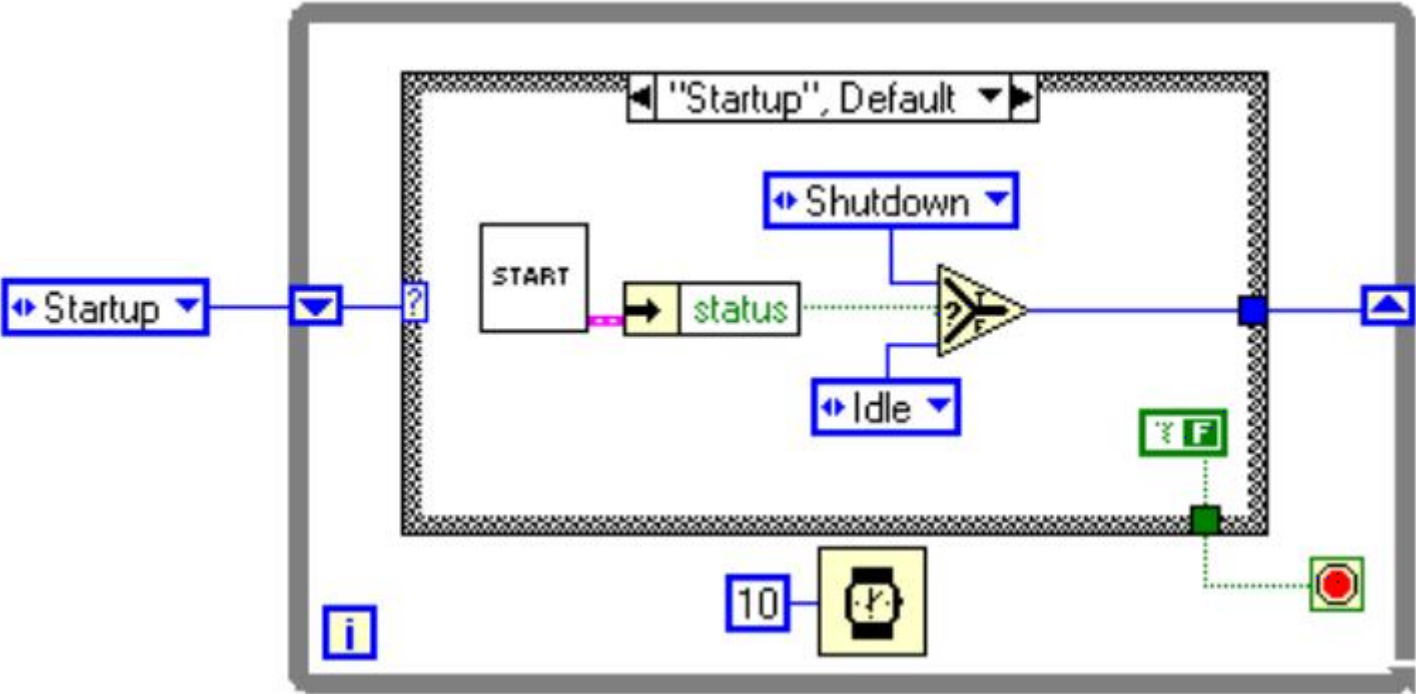 "Startup", Default
Shutdown
START
Startup
?
status
?
T
F
Idle
F
10
i